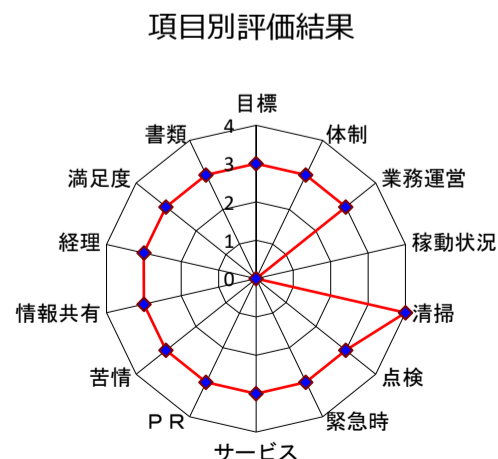 項目別評価結果
目標
体制
業務運営
稼動状況
清掃
点検
緊急時
サービス
ＰＲ
苦情
情報共有
経理
満足度
書類
4
3
2
1
0